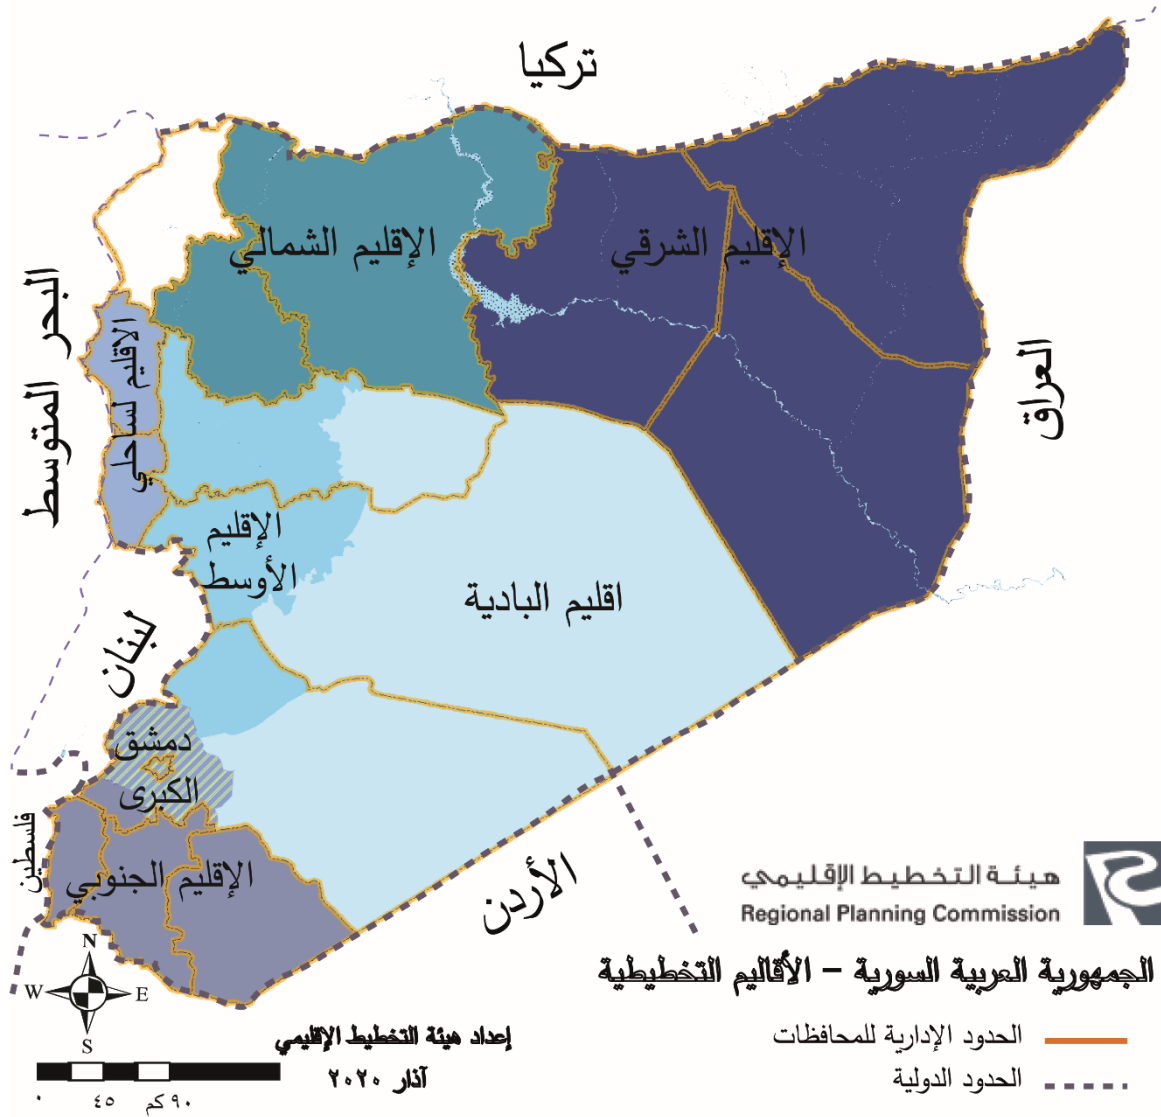 تركيا
الإقليم الشمالي
الإقليم الشرقي
البحر المتوسط
الاقليم لساحلي
العراق
الإقليم
الأوسط
اقليم البادية
لبنان
دمشق
الكبرى
فلسطين
الإقليم الجنوبي
الأردن
هيئة التخطيط الإقليمي
Regional Planning Commission
الجمهورية العربية السورية – الأقاليم التخطيطية
الحدود الإدارية للمحافظات
الحدود الدولية
N
W
E
S
إعداد هيئة التخطيط الإقليمي
آذار ٢٠٢٠
٠ ٤٥ ٩٠ كم